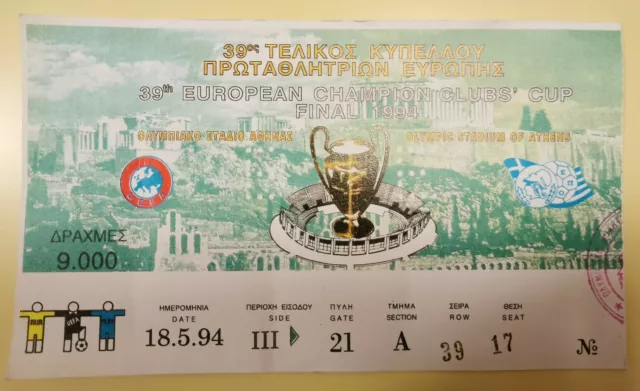 39ος ΤΕΛΙΚΟΣ ΚΥΠΕΛΛΟΥ
ΠΡΩΤΑΘΛΗΤΡΙΩΝ ΕΥΡΩΠΗΣ
39th EUROPEAN CHAMPION CLUBS' CUP
FINAL 1994
ΟΛΥΜΠΙΑΚΟ ΣΤΑΔΙΟ ΑΘΗΝΑΣ
OLYMPIC STADIUM OF ATHENS
ΔΡΑΧΜΕΣ
9.000
ΗΜΕΡΟΜΗΝΙΑ
DATE
18.5.94
ΠΕΡΙΟΧΗ ΕΙΣΟΔΟΥ
SIDE
III
ΠΥΛΗ
GATE
21
ΤΜΗΜΑ
SECTION
A
ΣΕΙΡΑ
ROW
39
ΘΕΣΗ
SEAT
17
№